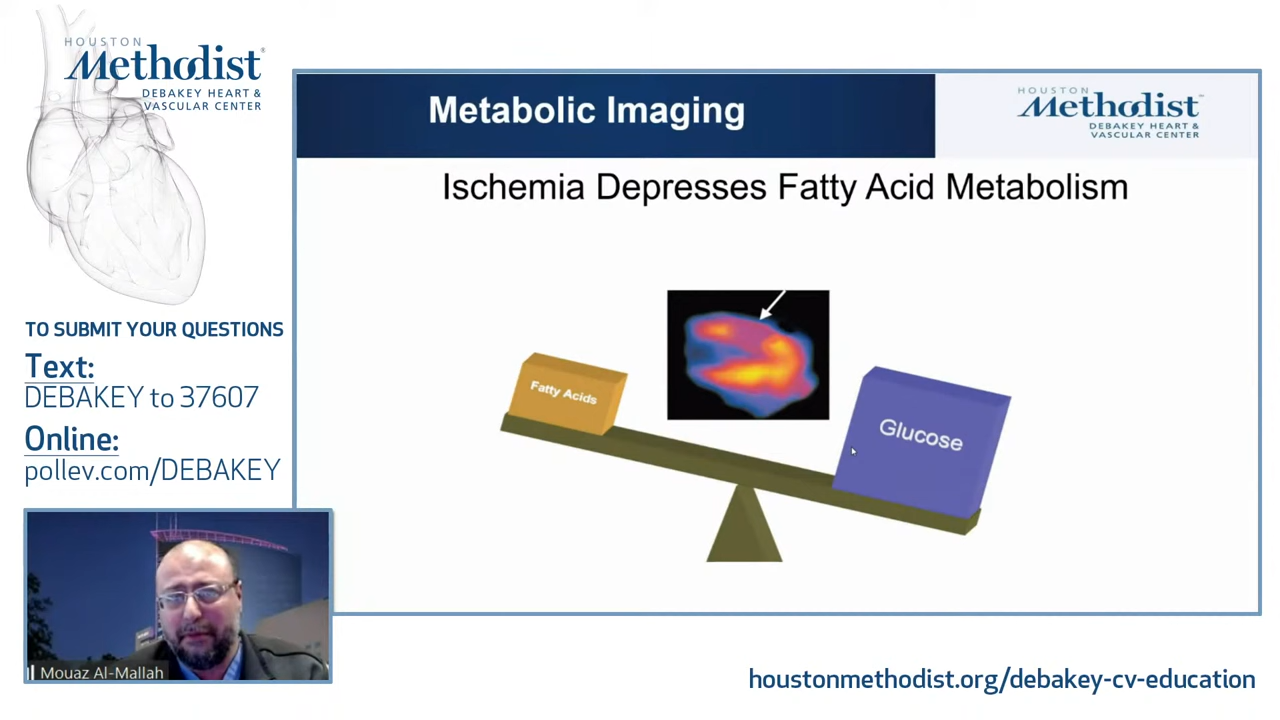 HOUSTON
Methodist®
DEBAKEY HEART &
VASCULAR CENTER
TO SUBMIT YOUR QUESTIONS
Text:
DEBAKEY to 37607
Online:
pollev.com/DEBAKEY
Mouaz Al-Mallah
Metabolic Imaging
HOUSTON
Methodist
DEBAKEY HEART &
VASCULAR CENTER
Ischemia Depresses Fatty Acid Metabolism
Fatty Acids
Glucose
houstonmethodist.org/debakey-cv-education